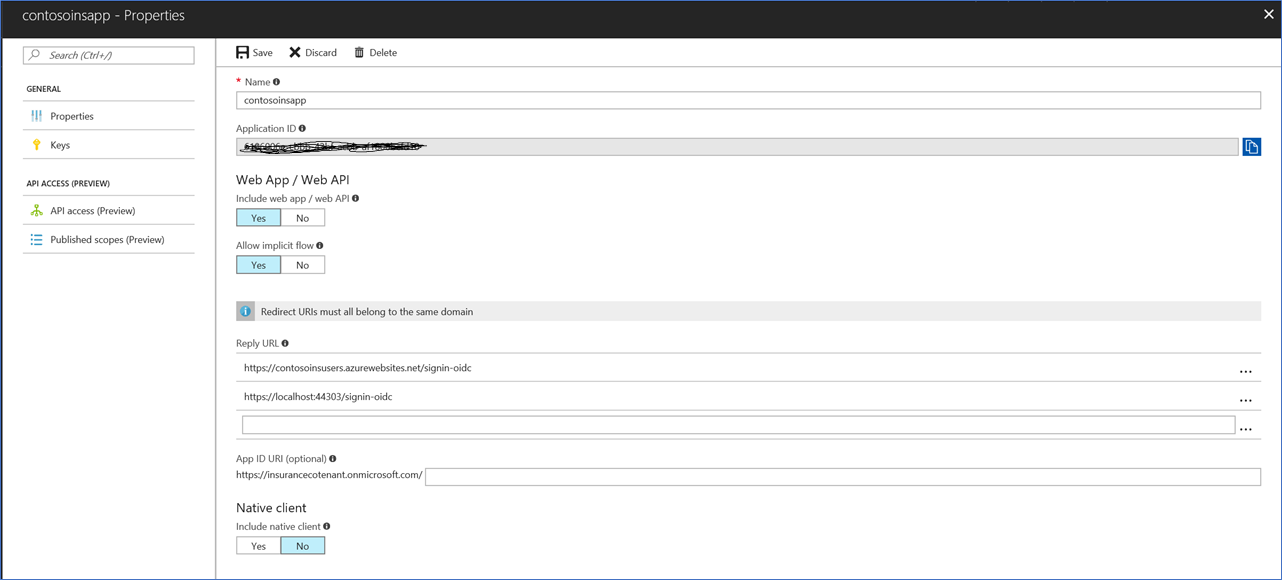 contosoinsapp - Properties
Search (Ctrl+/)
GENERAL
Properties
Keys
API ACCESS (PREVIEW)
API access (Preview)
Published scopes (Preview)
Save Discard Delete
* Name
contosoinsapp
Application ID
Web App / Web API
Include web app / web API
Yes No
Allow implicit flow
Yes No
Redirect URIs must all belong to the same domain
Reply URL
https://contosoinsusers.azurewebsites.net/signin-oidc
...
https://localhost:44303/signin-oidc
...
...
App ID URI (optional)
https://insurancecotenant.onmicrosoft.com/
Native client
Include native client
Yes No